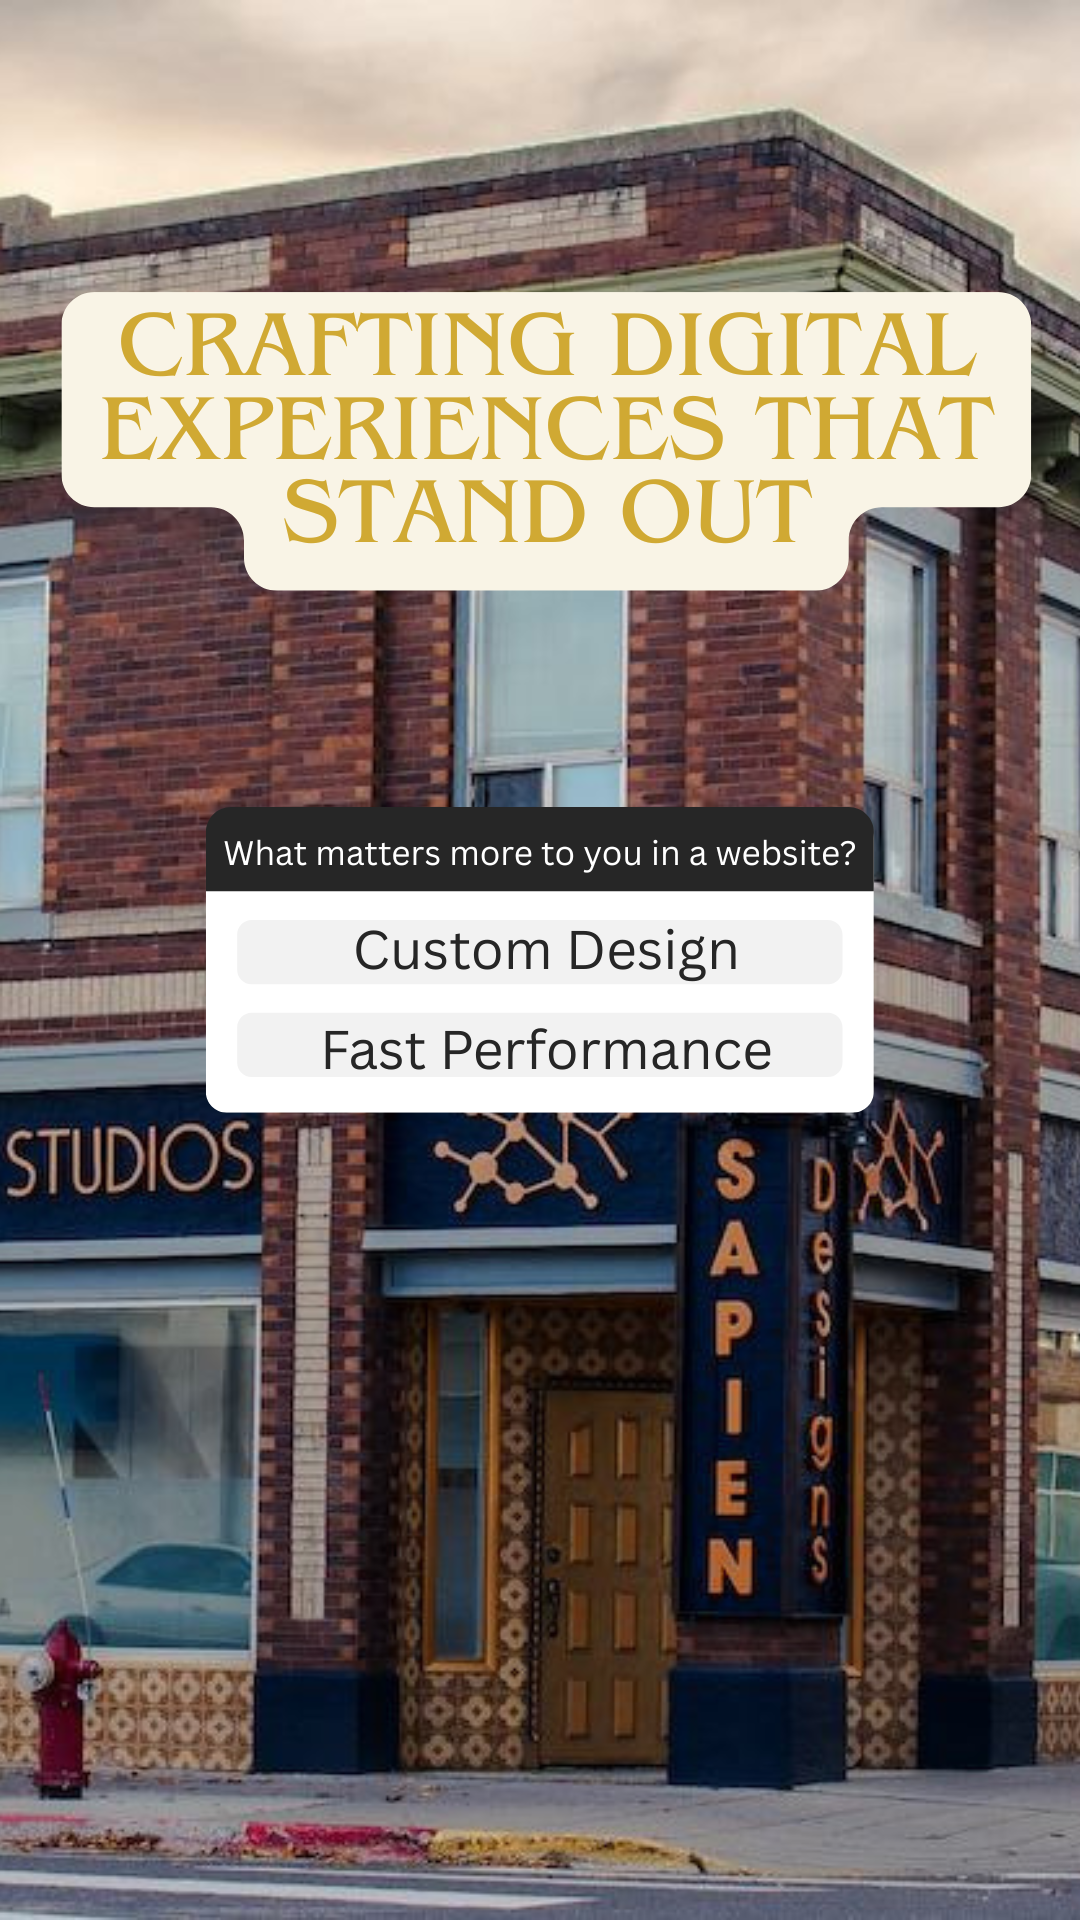 CRAFTING DIGITAL
EXPERIENCES THAT
STAND OUT
What matters more to you in a website?
Custom Design
Fast Performance
STUDIOS
SAPIEN
Designs